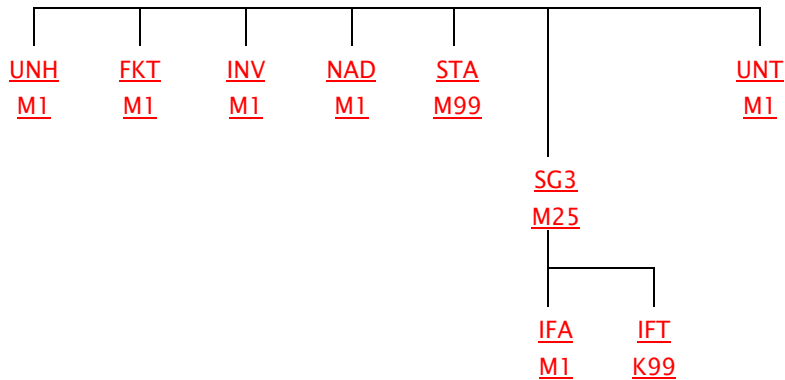 UNH FKT INV NAD STA UNT
M1 M1 M1 M1 M99 M1
SG3
M25
IFA IFT
M1 K99